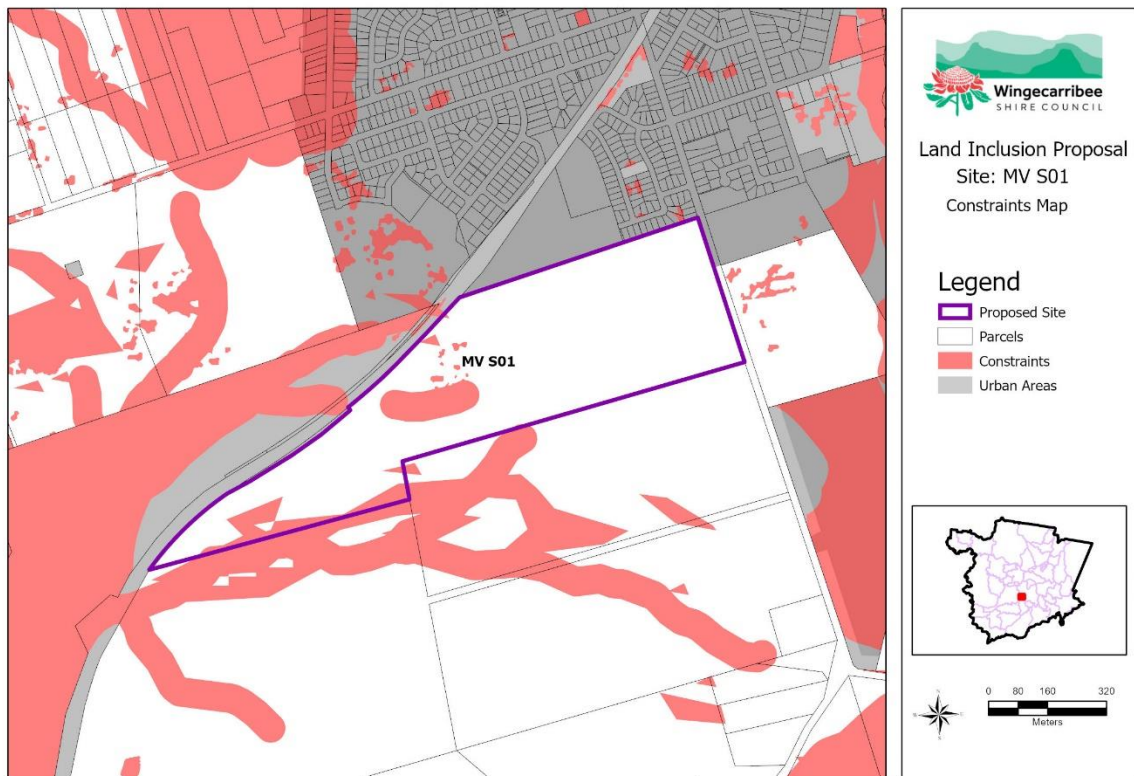 MV S01
Wingecarribee
SHIRE COUNCIL
Land Inclusion Proposal
Site: MV S01
Constraints Map
Legend
Proposed Site
Parcels
Constraints
Urban Areas
0 80 160 320
Meters